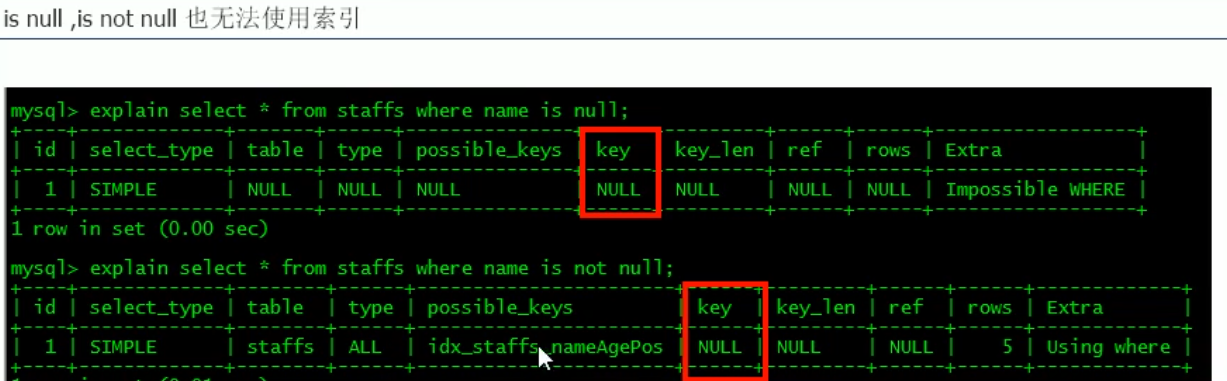 is null ,is not null 也无法使用索引
mysql> explain select * from staffs where name is null;
+----+-------------+-------+------+---------------+------+---------+------+------+------------------+
| id | select_type | table | type | possible_keys | key | key_len | ref | rows | Extra |
+----+-------------+-------+------+---------------+------+---------+------+------+------------------+
| 1 | SIMPLE | NULL | NULL | NULL | NULL | NULL | NULL | NULL | Impossible WHERE |
+----+-------------+-------+------+---------------+------+---------+------+------+------------------+
1 row in set (0.00 sec)
mysql> explain select * from staffs where name is not null;
+----+-------------+--------+------+-----------------------+------+---------+------+------+-------------+
| id | select_type | table | type | possible_keys | key | key_len | ref | rows | Extra |
+----+-------------+--------+------+-----------------------+------+---------+------+------+-------------+
| 1 | SIMPLE | staffs | ALL | idx_staffs_nameAgePos | NULL | NULL | NULL | 5 | Using where |
+----+-------------+--------+------+-----------------------+------+---------+------+------+-------------+